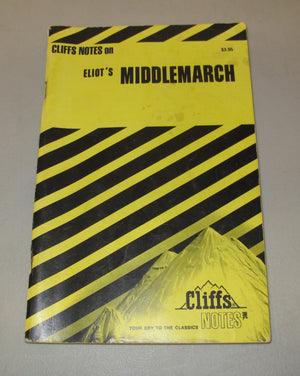 CLIFFS NOTES on
$3.95
ELIOT'S MIDDLEMARCH
Cliffs
NOTES
YOUR KEY TO THE CLASSICS